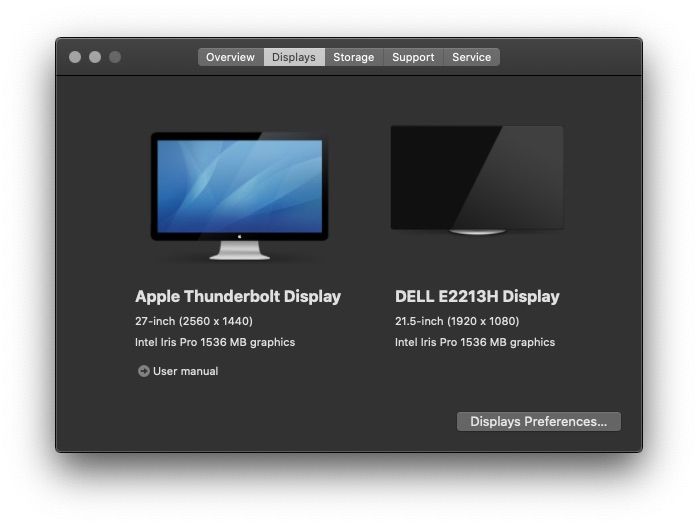 Overview Displays Storage Support Service
Apple Thunderbolt Display
27-inch (2560 x 1440)
Intel Iris Pro 1536 MB graphics
User manual
DELL E2213H Display
21.5-inch (1920 x 1080)
Intel Iris Pro 1536 MB graphics
Displays Preferences...